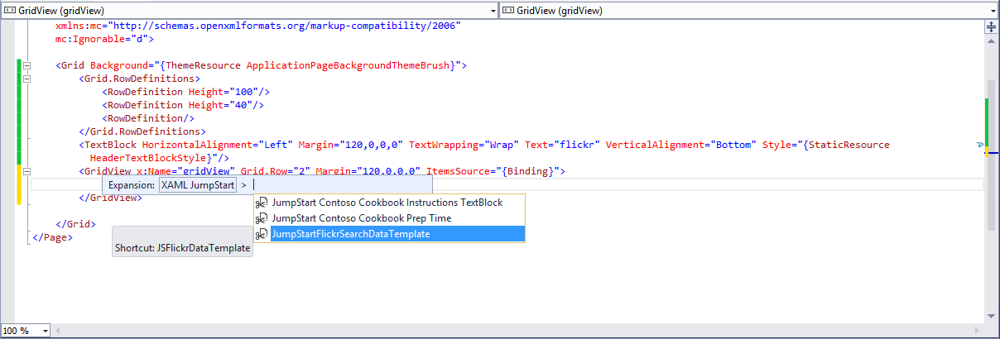 GridView (gridView) GridView (gridView)
xmlns:mc="http://schemas.openxmlformats.org/markup-compatibility/2006"
mc:Ignorable="d">
<Grid Background="{ThemeResource ApplicationPageBackgroundThemeBrush}">
<Grid.RowDefinitions>
<RowDefinition Height="100"/>
<RowDefinition Height="40"/>
<RowDefinition/>
</Grid.RowDefinitions>
<TextBlock HorizontalAlignment="Left" Margin="120,0,0,0" TextWrapping="Wrap" Text="flickr" VerticalAlignment="Bottom" Style="{StaticResource
HeaderTextBlockStyle}"/>
<GridView x:Name="gridView" Grid.Row="2" Margin="120,0,0,0" ItemsSource="{Binding}">
Expansion: XAML JumpStart >
</GridView>
JumpStart Contoso Cookbook Instructions TextBlock
JumpStart Contoso Cookbook Prep Time
JumpStartFlickrSearchDataTemplate
</Grid>
</Page>
Shortcut: JSFlickrDataTemplate
100 %